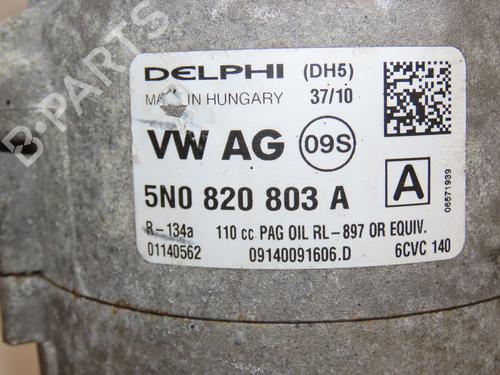 B-PARTS
DELPHI (DH5)
MADE IN HUNGARY 37/10
VW AG 09S
5N0 820 803 A A
R-134a 110 cc PAG OIL RL-897 OR EQUIV.
01140562 09140091606.D 6CVC 140
06571939